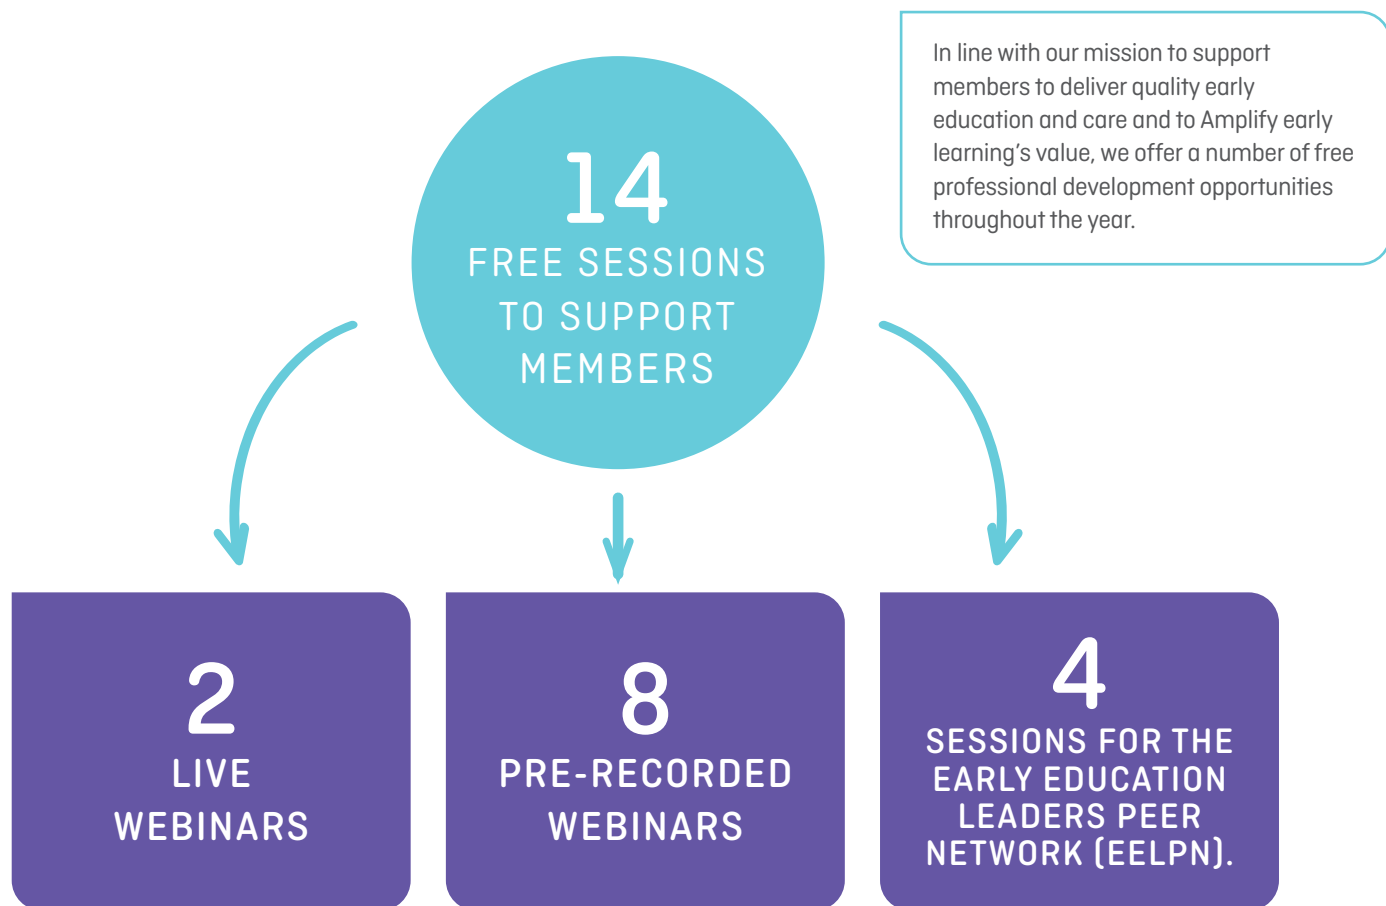 In line with our mission to support
members to deliver quality early
education and care and to Amplify early
learning's value, we offer a number of free
professional development opportunities
throughout the year.
14
FREE SESSIONS
TO SUPPORT
MEMBERS
2
LIVE
WEBINARS
8
PRE-RECORDED
WEBINARS
4
SESSIONS FOR THE
EARLY EDUCATION
LEADERS PEER
NETWORK (EELPN).